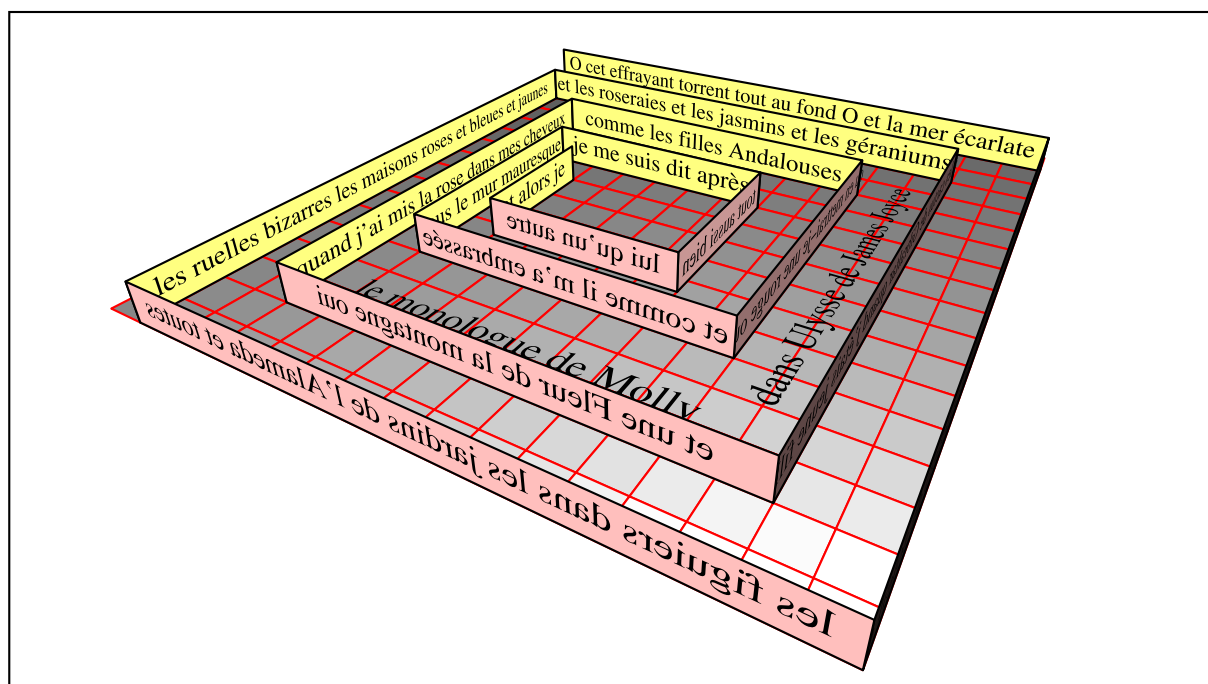 O cet effrayant torrent tout au fond O et la mer écarlate
et les roseraies et les jasmins et les géraniums
les ruelles bizarres les maisons roses et bleues et jaunes
comme les filles Andalouses
quand j'ai mis la rose dans mes cheveux
je me suis dit après
le mur mauresque
alors je
tout aussi bien
lui qu'un autre
et comme il m'a embrassée
une rouge
dans Ulysse de James Joyce
le monologue de Molly
et une Fleur de la montagne oui
les figuiers dans les jardins de l'Alameda et toutes